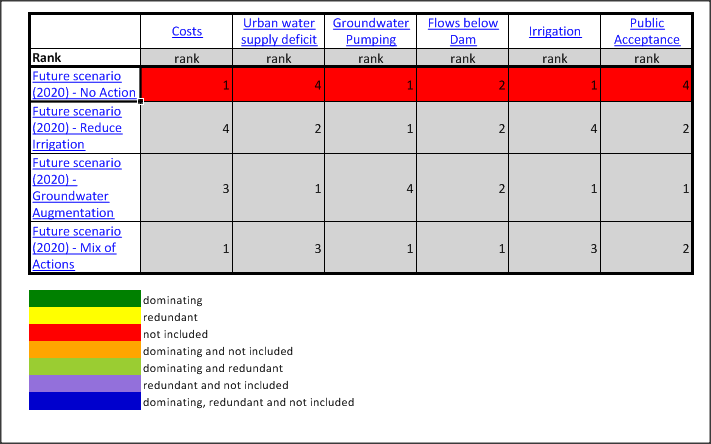 Costs Urban water supply deficit Groundwater Pumping Flows below Dam Irrigation Public Acceptance
Rank rank rank rank rank rank rank
Future scenario (2020) - No Action 1 4 1 2 1 4
Future scenario (2020) - Reduce Irrigation 4 2 1 2 4 2
Future scenario (2020) - Groundwater Augmentation 3 1 4 2 1 1
Future scenario (2020) - Mix of Actions 1 3 1 1 3 2
dominating
redundant
not included
dominating and not included
dominating and redundant
redundant and not included
dominating, redundant and not included